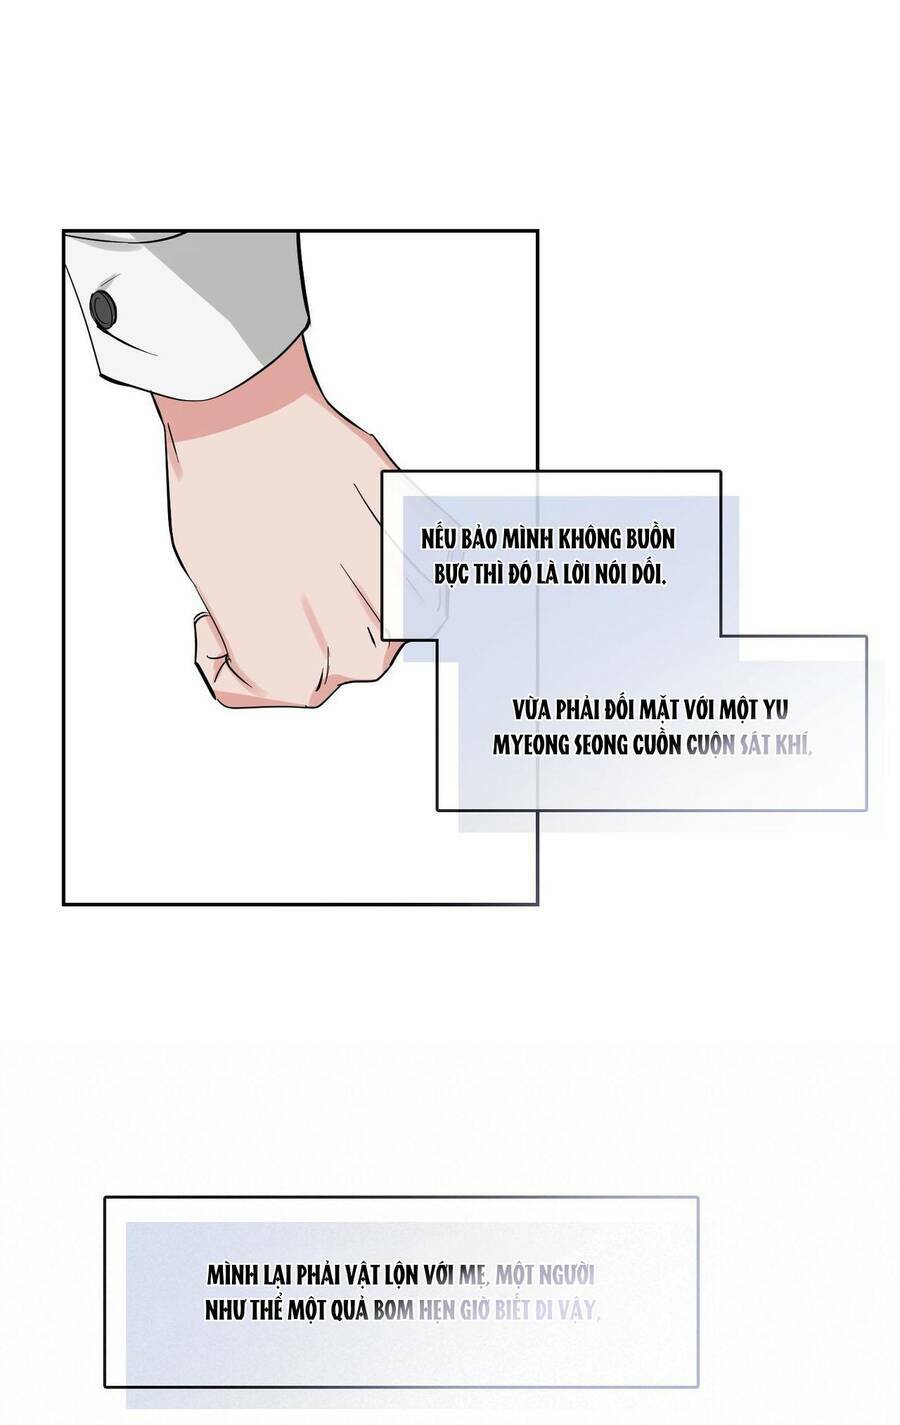 NẾU BẢO MÌNH KHÔNG BUỒN
BỰC THÌ ĐÓ LÀ LỜI NÓI DỐI.
VỪA PHẢI ĐỐI MẶT VỚI MỘT YU
MYEONG SEONG CUỒN CUỘN SÁT KHÍ,
MÌNH LẠI PHẢI VẬT LỘN VỚI MẸ, MỘT NGƯỜI
NHƯ THỂ MỘT QUẢ BOM HẸN GIỜ BIẾT ĐI VẬY,